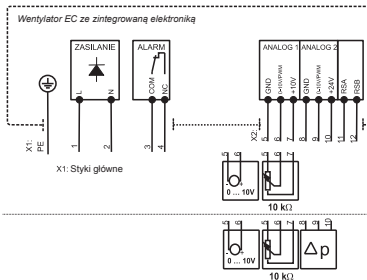 Wentylator EC ze zintegrowaną elektroniką
ZASILANIE
ALARM
ANALOG 1
ANALOG 2
L
N
COM
NC
GND
0-10V/PWM
+10V
GND
0-10V/PWM
+24V
RSA
RSB
X1:
PE
1
2
3
4
X2:
5
6
7
8
9
10
11
12
X1: Styki główne
5
6
- +
0 ... 10V
5
6
7
10 kΩ
5
6
- +
0 ... 10V
5
6
7
10 kΩ
8
9
10
Δp